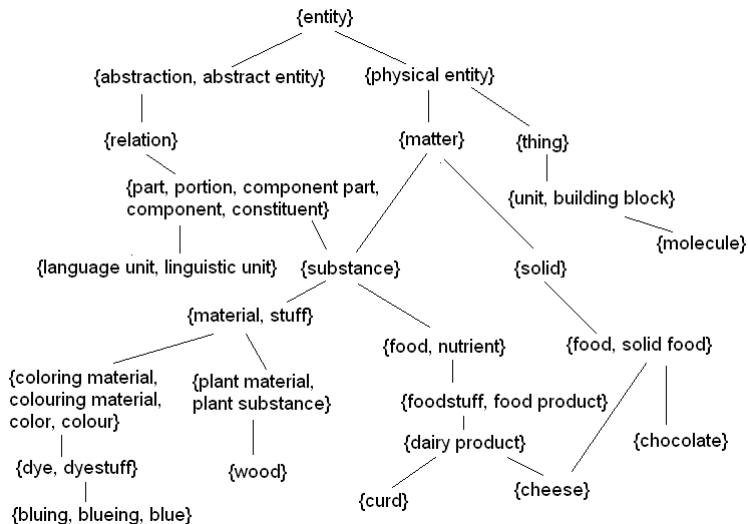 {entity}
{abstraction, abstract entity}
{physical entity}
{relation}
{matter}
{thing}
{part, portion, component part,
component, constituent}
{unit, building block}
{molecule}
{language unit, linguistic unit}
{substance}
{solid}
{material, stuff}
{food, nutrient}
{food, solid food}
{coloring material,
colouring material,
color, colour}
{plant material,
plant substance}
{foodstuff, food product}
{dairy product}
{chocolate}
{dye, dyestuff}
{wood}
{curd}
{cheese}
{bluing, blueing, blue}